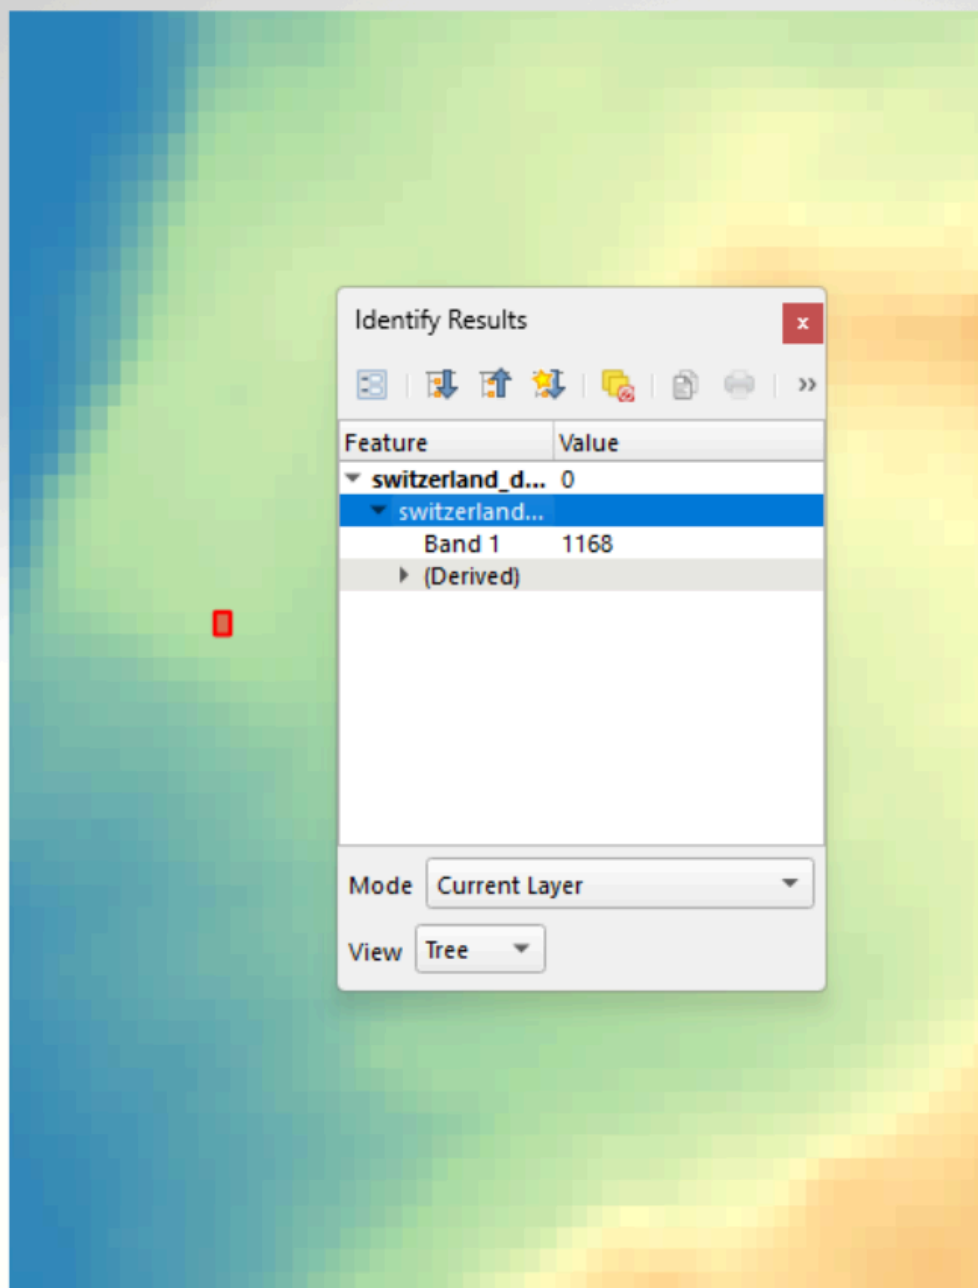 Identify Results
Feature Value
switzerland_d... 0
switzerland...
Band 1 1168
(Derived)
Mode Current Layer
View Tree